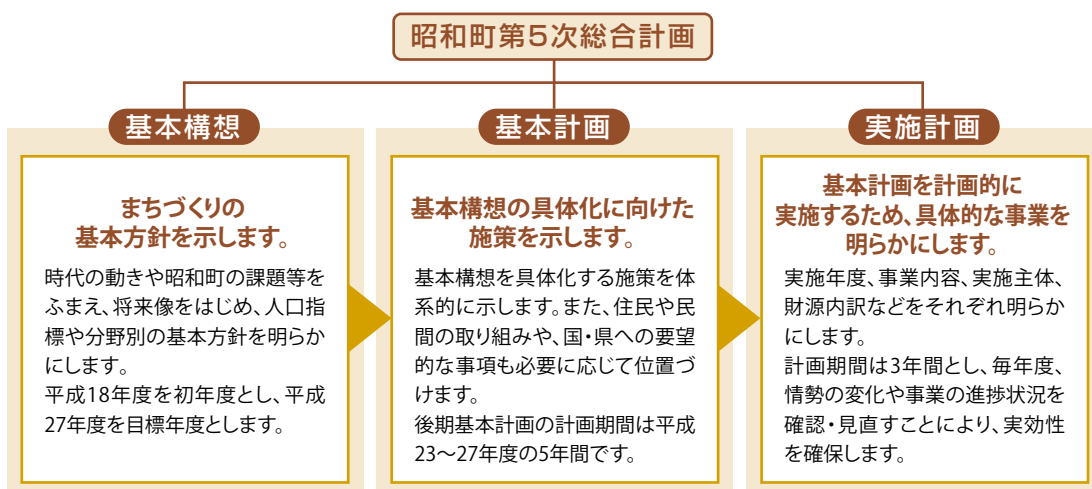 昭和町第5次総合計画
基本構想
まちづくりの
基本方針を示します。
時代の動きや昭和町の課題等を
ふまえ、将来像をはじめ、人口指
標や分野別の基本方針を明らか
にします。
平成18年度を初年度とし、平成
27年度を目標年度とします。
基本計画
基本構想の具体化に向けた
施策を示します。
基本構想を具体化する施策を体
系的に示します。また、住民や民
間の取り組みや、国・県への要望
的な事項も必要に応じて位置づ
けます。
後期基本計画の計画期間は平成
23〜27年度の5年間です。
実施計画
基本計画を計画的に
実施するため、具体的な事業を
明らかにします。
実施年度、事業内容、実施主体、
財源内訳などをそれぞれ明らか
にします。
計画期間は3年間とし、毎年度、
情勢の変化や事業の進捗状況を
確認・見直すことにより、実効性
を確保します。